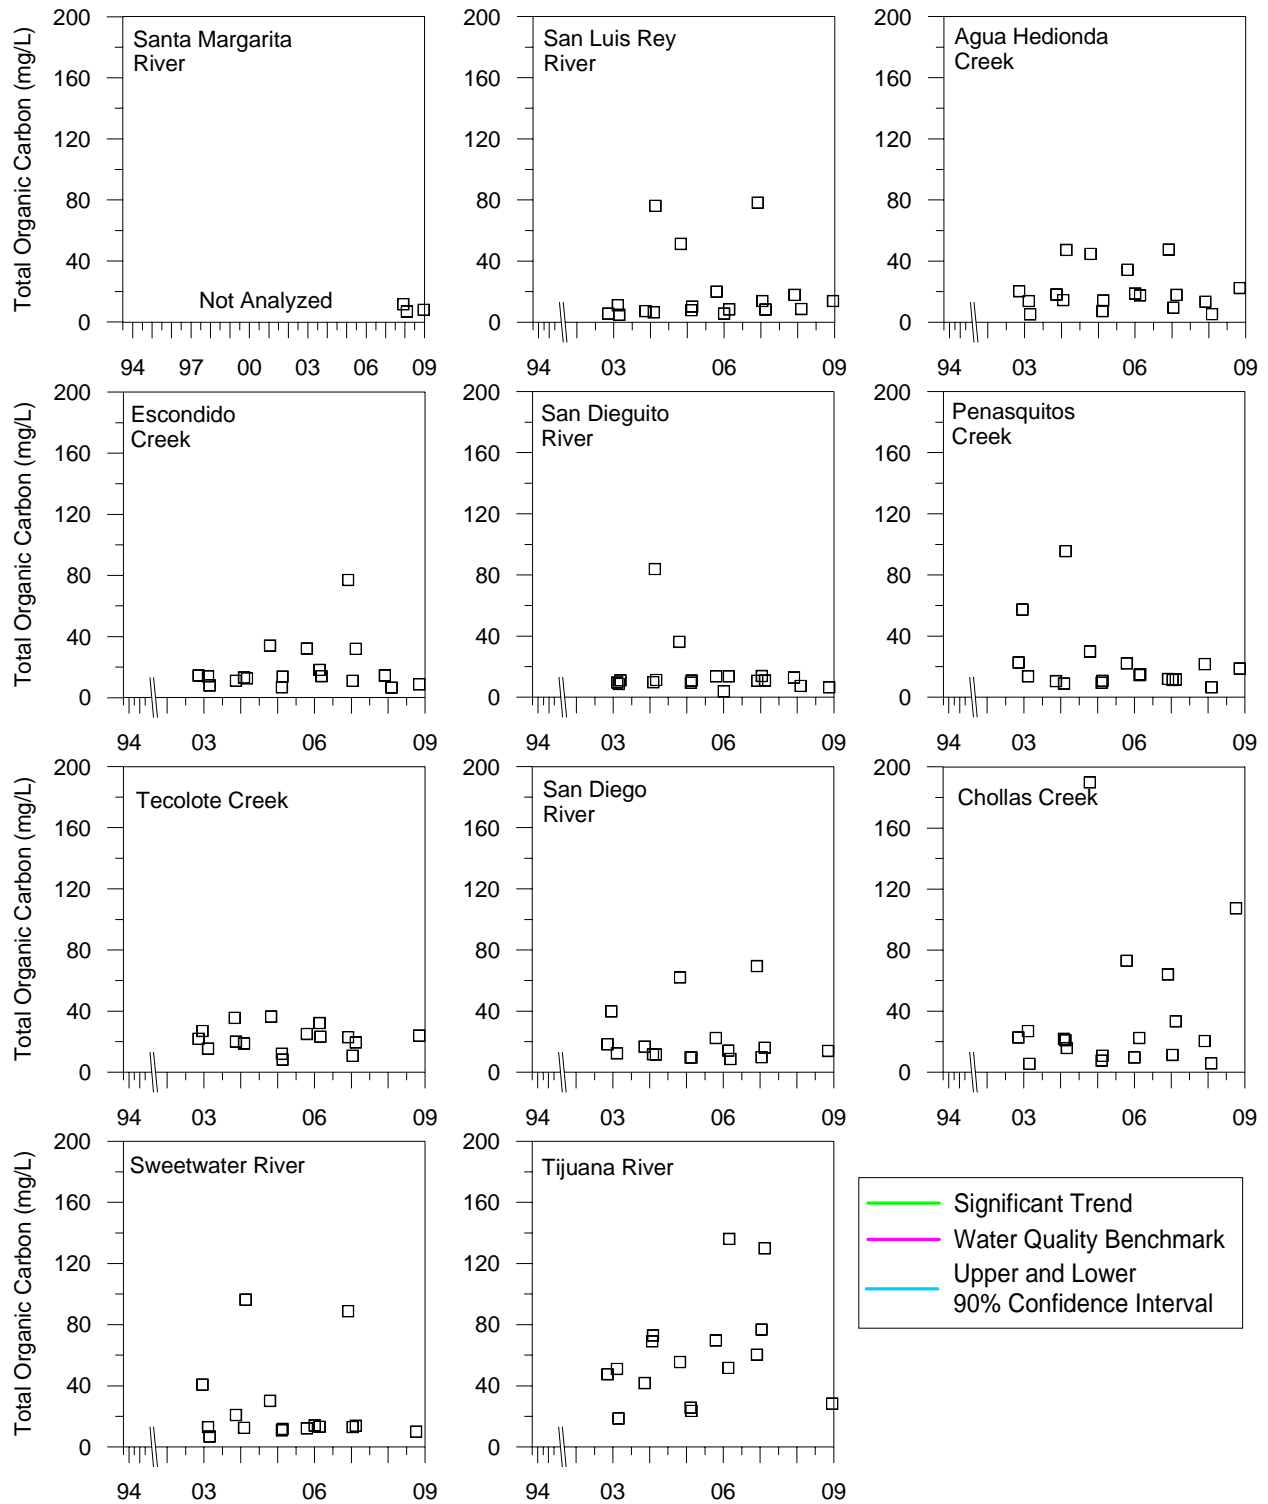 Total Organic Carbon (mg/L)
200
160
120
80
40
0
Santa Margarita
River
Not Analyzed
94 97 00 03 06 09
200
160
120
80
40
0
San Luis Rey
River
94 03 06 09
200
160
120
80
40
0
Agua Hedionda
Creek
94 03 06 09
Total Organic Carbon (mg/L)
200
160
120
80
40
0
Escondido
Creek
94 03 06 09
200
160
120
80
40
0
San Dieguito
River
94 03 06 09
200
160
120
80
40
0
Penasquitos
Creek
94 03 06 09
Total Organic Carbon (mg/L)
200
160
120
80
40
0
Tecolote Creek
94 03 06 09
200
160
120
80
40
0
San Diego
River
94 03 06 09
200
160
120
80
40
0
Chollas Creek
94 03 06 09
Total Organic Carbon (mg/L)
200
160
120
80
40
0
Sweetwater River
94 03 06 09
200
160
120
80
40
0
Tijuana River
94 03 06 09
Significant Trend
Water Quality Benchmark
Upper and Lower
90% Confidence Interval